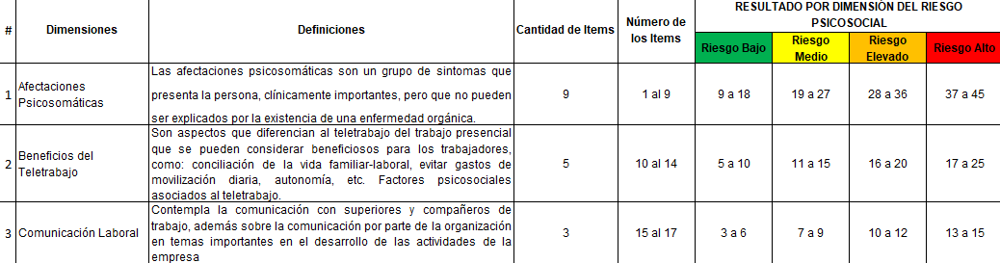 RESULTADO POR DIMENSIÓN DEL RIESGO
PSICOSOCIAL
# Dimensiones Definiciones Cantidad de Items Número de
los Items
Riesgo Bajo Riesgo
Medio Riesgo
Elevado Riesgo Alto
1 Afectaciones
Psicosomáticas
Las afectaciones psicosomáticas son un grupo de sintomas que
presenta la persona, clínicamente importantes, pero que no pueden
ser explicados por la existencia de una enfermedad orgánica.
9 1 al 9 9 a 18 19 a 27 28 a 36 37 a 45
2 Beneficios del
Teletrabajo
Son aspectos que diferencian al teletrabajo del trabajo presencial
que se pueden considerar beneficiosos para los trabajadores,
como: conciliación de la vida familiar-laboral, evitar gastos de
movilización diaria, autonomía, etc. Factores psicosociales
asociados al teletrabajo.
5 10 al 14 5 a 10 11 a 15 16 a 20 17 a 25
3 Comunicación Laboral
Contempla la comunicación con superiores y compañeros de
trabajo, además sobre la comunicación por parte de la organización
en temas importantes en el desarrollo de las actividades de la
empresa
3 15 al 17 3 a 6 7 a 9 10 a 12 13 a 15